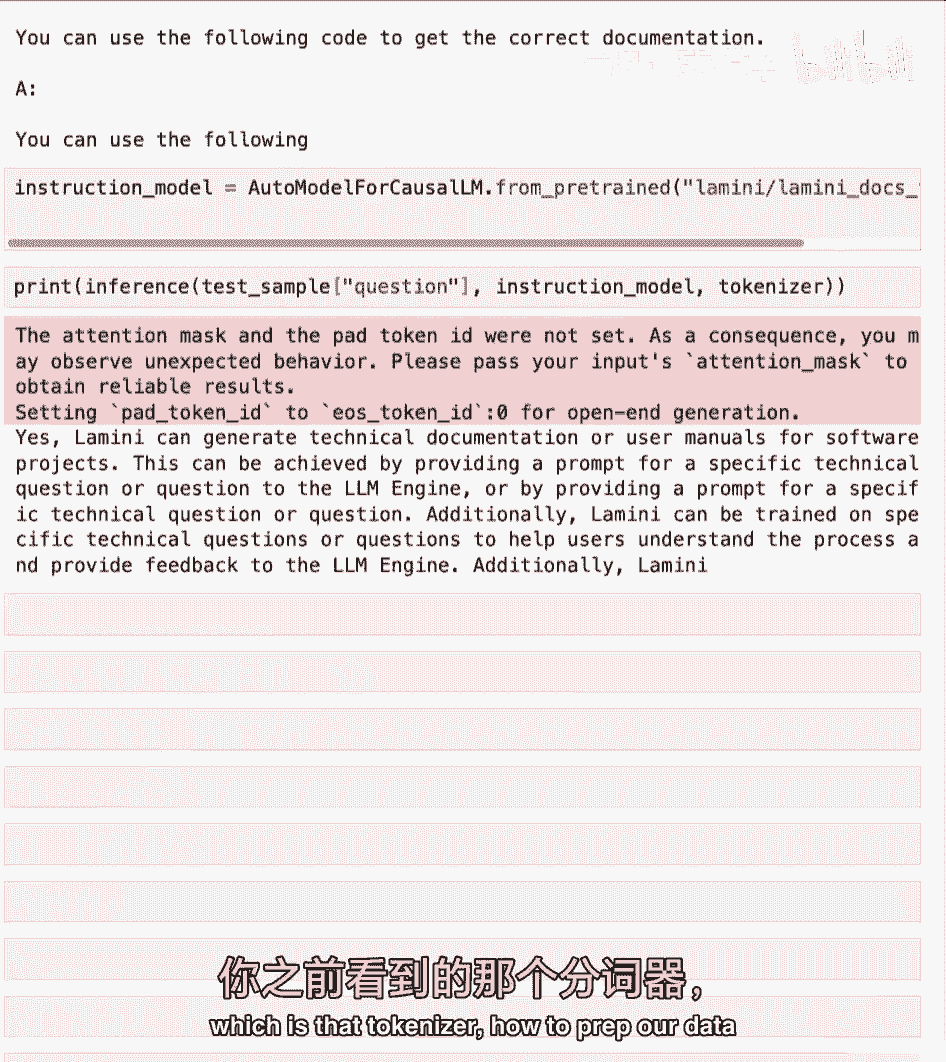 You can use the following code to get the correct documentation.
A:
You can use the following
instruction_model = AutoModelForCausalLM.from_pretrained("lamini/lamini_docs_
print(inference(test_sample["question"], instruction_model, tokenizer))
The attention mask and the pad token id were not set. As a consequence, you m
ay observe unexpected behavior. Please pass your input's `attention_mask` to
obtain reliable results.
Setting `pad_token_id` to `eos_token_id`:0 for open-end generation.
Yes, Lamini can generate technical documentation or user manuals for software
projects. This can be achieved by providing a prompt for a specific technical
question or question to the LLM Engine, or by providing a prompt for a specif
ic technical question or question. Additionally, Lamini can be trained on spe
cific technical questions or questions to help users understand the process a
nd provide feedback to the LLM Engine. Additionally, Lamini
你之前看到的那个分词器，
which is that tokenizer, how to prep our data